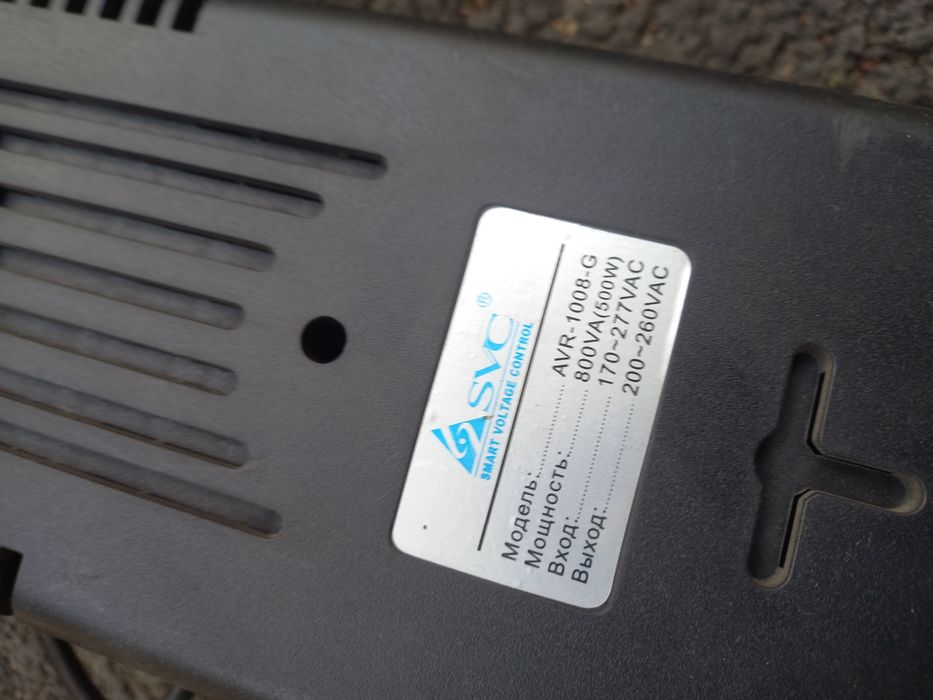 SVC®
SMART VOLTAGE CONTROL
Модель:.............. AVR-1008-G
Мощность:.......... 800VA(500W)
Вход:.................... 170~277VAC
Выход:................. 200~260VAC